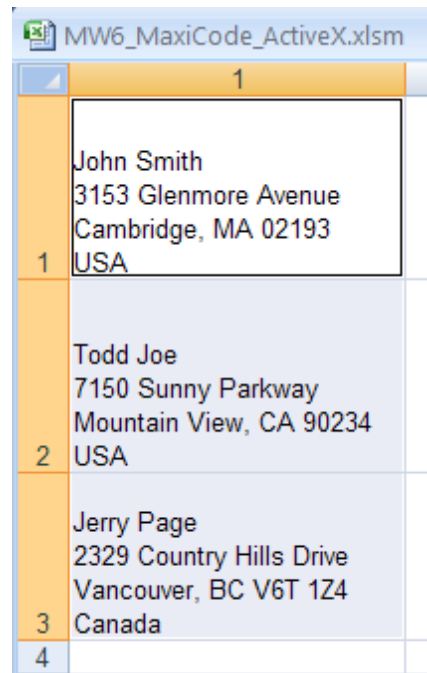 MW6_MaxiCode_ActiveX.xlsm
1
John Smith
3153 Glenmore Avenue
Cambridge, MA 02193
1 USA
Todd Joe
7150 Sunny Parkway
Mountain View, CA 90234
2 USA
Jerry Page
2329 Country Hills Drive
Vancouver, BC V6T 1Z4
3 Canada
4